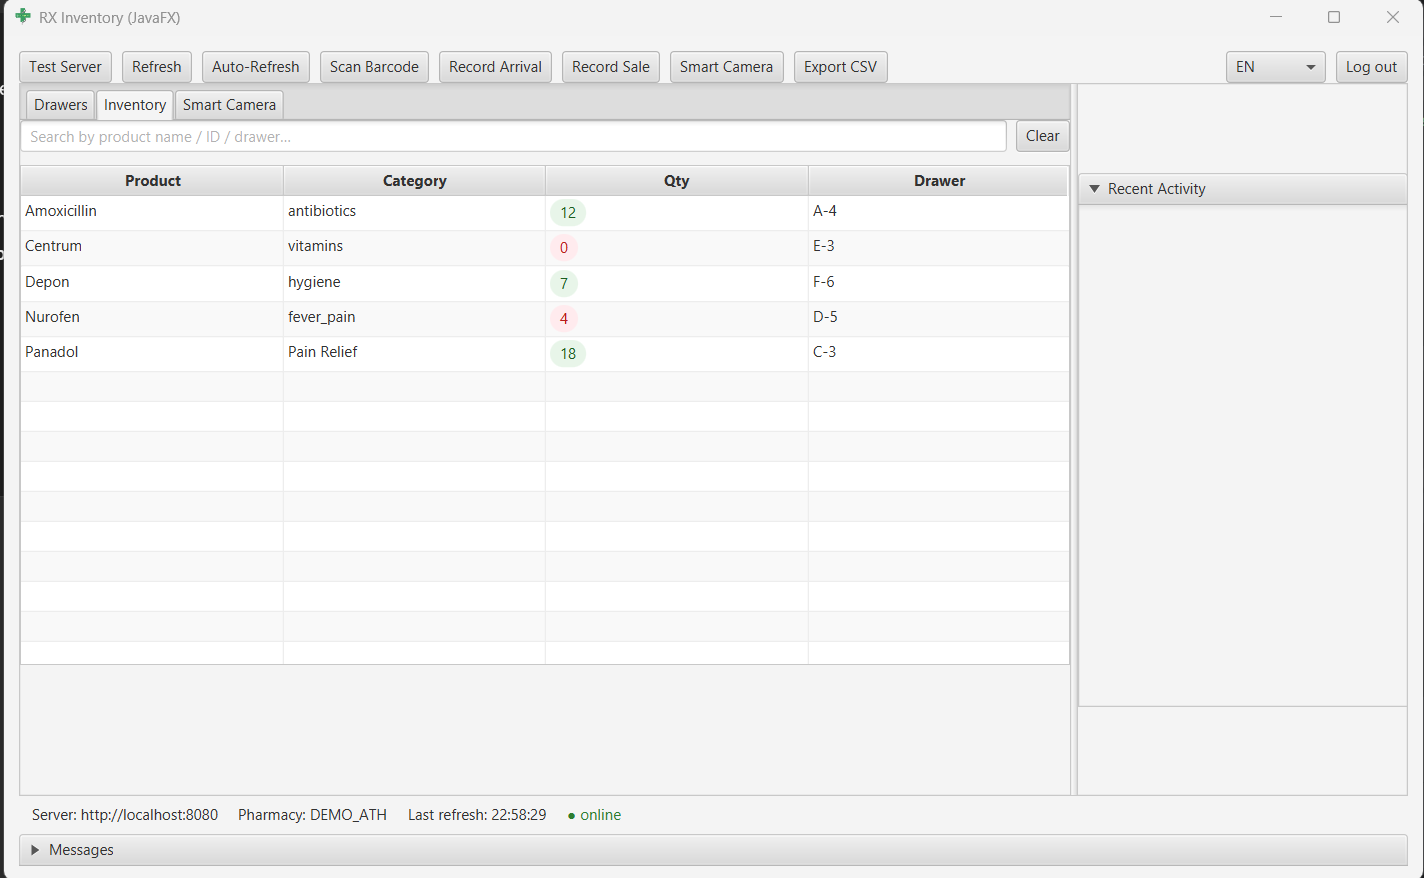 RX Inventory (JavaFX)
Test Server Refresh Auto-Refresh Scan Barcode Record Arrival Record Sale Smart Camera Export CSV EN Log out
Drawers Inventory Smart Camera
Search by product name / ID / drawer... Clear
Product Category Qty Drawer
Amoxicillin antibiotics 12 A-4
Centrum vitamins 0 E-3
Depon hygiene 7 F-6
Nurofen fever_pain 4 D-5
Panadol Pain Relief 18 C-3
Recent Activity
Server: http://localhost:8080 Pharmacy: DEMO_ATH Last refresh: 22:58:29 ● online
Messages